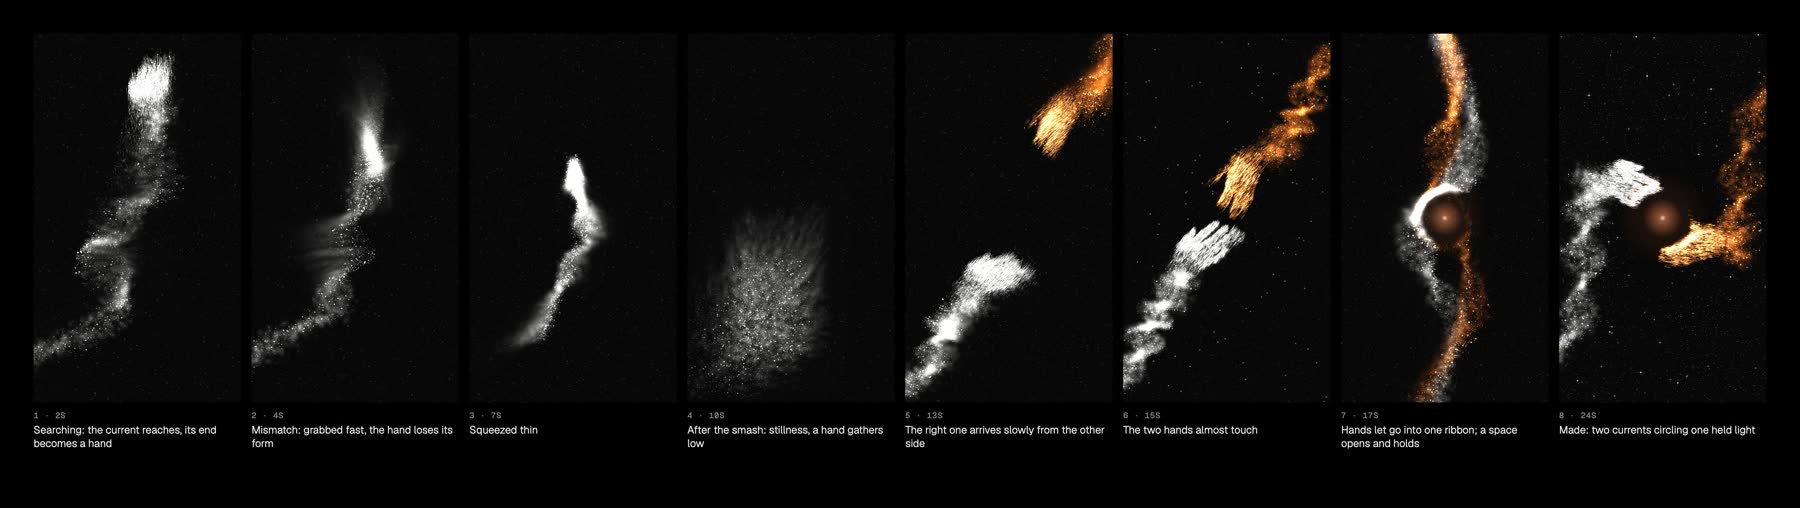 1 · 2S
Searching: the current reaches, its end
becomes a hand
2 · 4S
Mismatch: grabbed fast, the hand loses its
form
3 · 7S
Squeezed thin
4 · 10S
After the smash: stillness, a hand gathers
low
5 · 13S
The right one arrives slowly from the other
side
6 · 15S
The two hands almost touch
7 · 17S
Hands let go into one ribbon; a space
opens and holds
8 · 24S
Made: two currents circling one held light